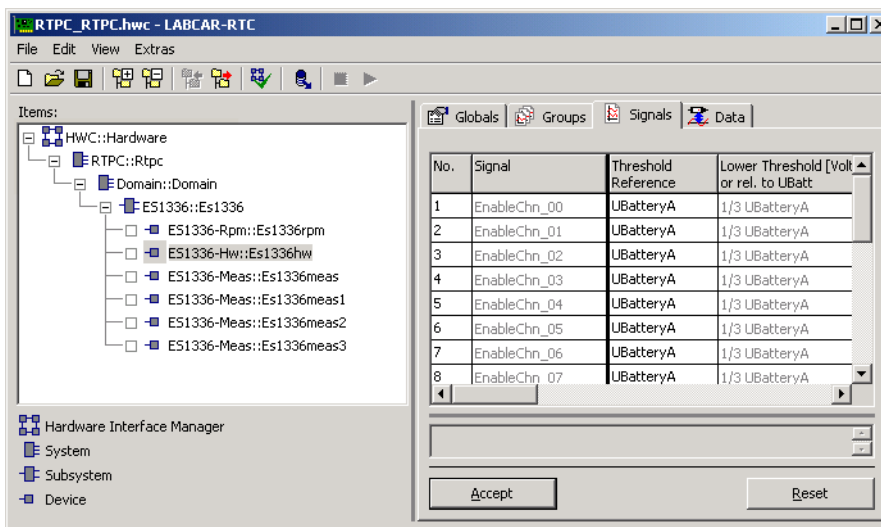 RTPC_RTPC.hwc - LABCAR-RTC
File Edit View Extras
Items:
HWC::Hardware
RTPC::Rtpc
Domain::Domain
ES1336::Es1336
ES1336-Rpm::Es1336rpm
ES1336-Hw::Es1336hw
ES1336-Meas::Es1336meas
ES1336-Meas::Es1336meas1
ES1336-Meas::Es1336meas2
ES1336-Meas::Es1336meas3
Hardware Interface Manager
System
Subsystem
Device
Globals Groups Signals Data
No. Signal Threshold Lower Threshold [Volt
Reference or rel. to UBatt
1 EnableChn_00 UBatteryA 1/3 UBatteryA
2 EnableChn_01 UBatteryA 1/3 UBatteryA
3 EnableChn_02 UBatteryA 1/3 UBatteryA
4 EnableChn_03 UBatteryA 1/3 UBatteryA
5 EnableChn_04 UBatteryA 1/3 UBatteryA
6 EnableChn_05 UBatteryA 1/3 UBatteryA
7 EnableChn_06 UBatteryA 1/3 UBatteryA
8 EnableChn_07 UBatteryA 1/3 UBatteryA
Accept Reset